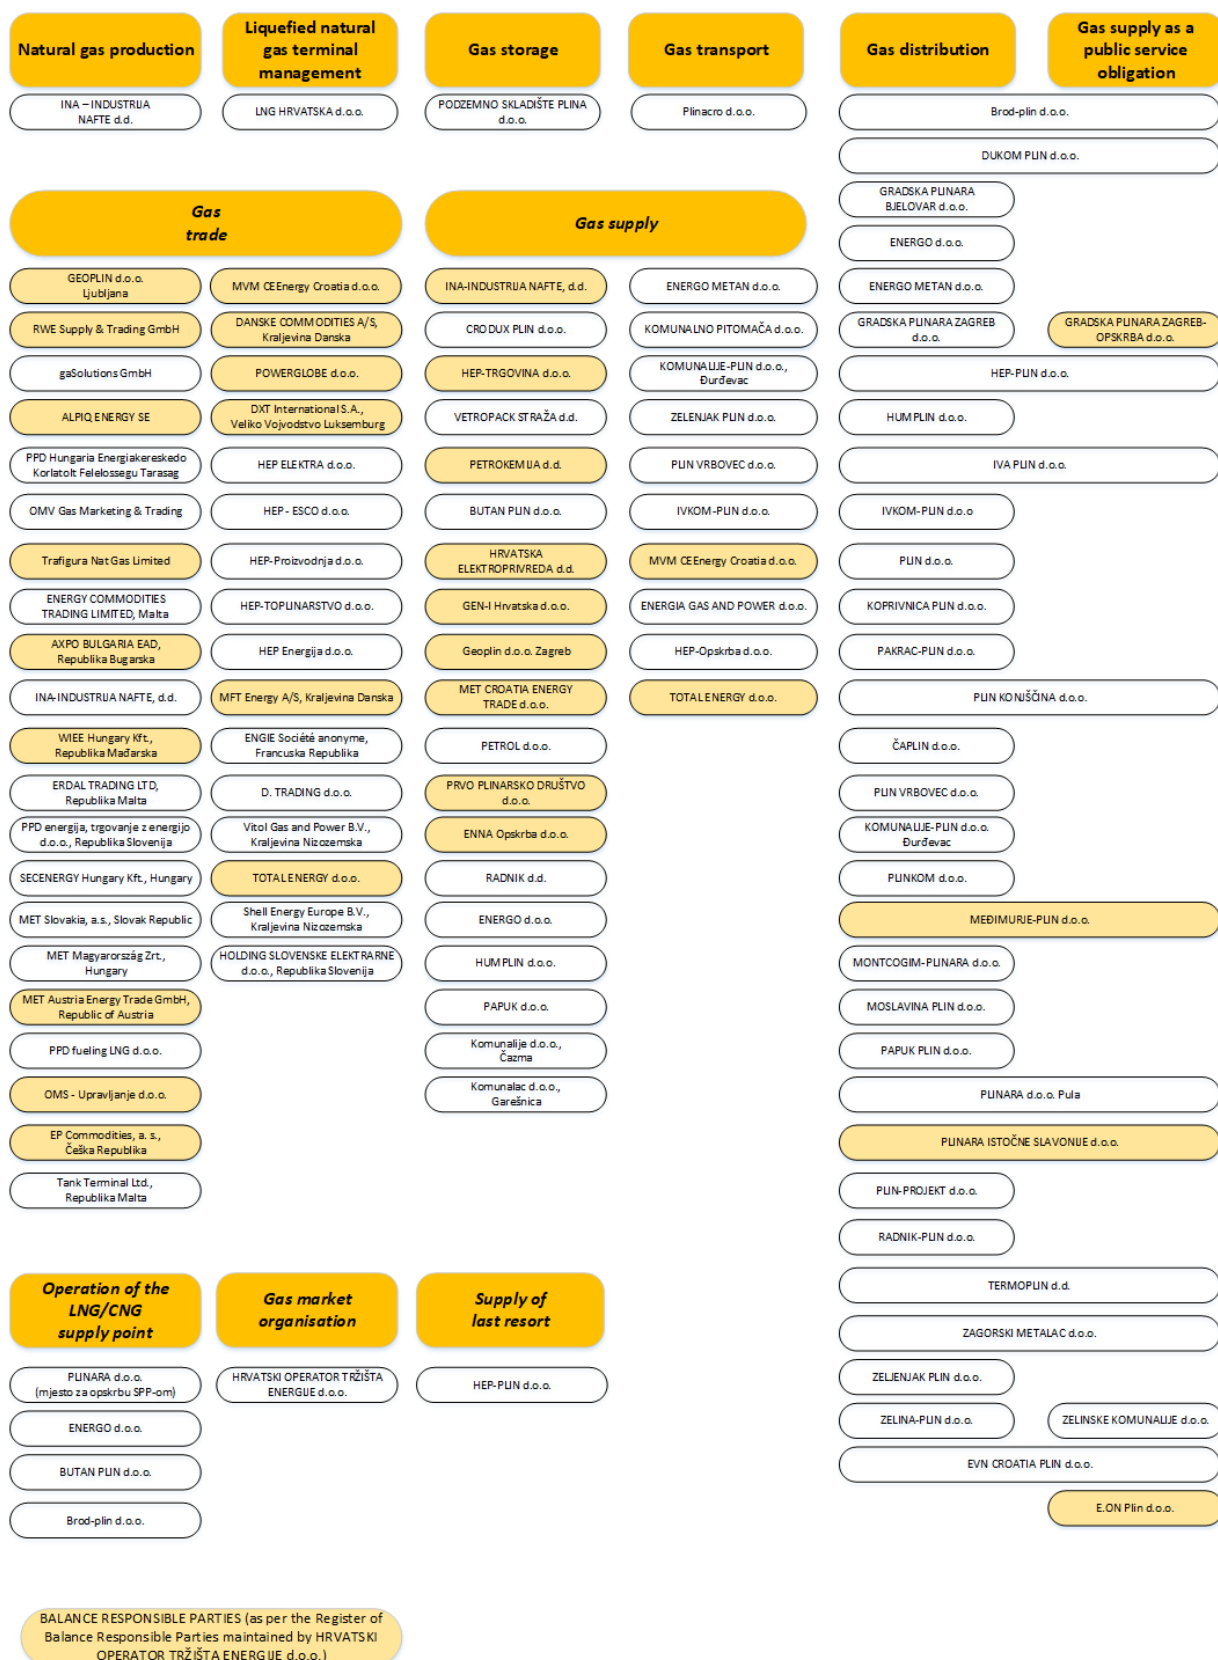 Natural gas production
Liquefied natural
gas terminal
management
Gas storage
Gas transport
Gas distribution
Gas supply as a
public service
obligation
INA – INDUSTRIJA
NAFTE d.d.
LNG HRVATSKA d.o.o.
PODZEMNO SKLADIŠTE PLINA
d.o.o.
Plinacro d.o.o.
Gas
trade
GEOPLIN d.o.o.
Ljubljana
RWE Supply & Trading GmbH
gaSolutions GmbH
ALPIQ ENERGY SE
PPD Hungaria Energiakereskedo
Korlatolt Felelossegu Tarasag
OMV Gas Marketing & Trading
Trafigura Nat Gas Limited
ENERGY COMMODITIES
TRADING LIMITED, Malta
AXPO BULGARIA EAD,
Republika Bugarska
INA-INDUSTRIJA NAFTE, d.d.
WIEE Hungary Kft.,
Republika Mađarska
ERDAL TRADING LTD,
Republika Malta
PPD energija, trgovanje z energijo
d.o.o., Republika Slovenija
SECENERGY Hungary Kft., Hungary
MET Slovakia, a.s., Slovak Republic
MET Magyarország Zrt.,
Hungary
MET Austria Energy Trade GmbH,
Republic of Austria
PPD fueling LNG d.o.o.
OMS - Upravljanje d.o.o.
EP Commodities, a. s.,
Češka Republika
Tank Terminal Ltd.,
Republika Malta
MVM CEEnergy Croatia d.o.o.
DANSKE COMMODITIES A/S,
Kraljevina Danska
POWERGLOBE d.o.o.
DXT International S.A.,
Veliko Vojvodstvo Luksemburg
HEP ELEKTRA d.o.o.
HEP - ESCO d.o.o.
HEP-Proizvodnja d.o.o.
HEP-TOPLINARSTVO d.o.o.
HEP Energija d.o.o.
MFT Energy A/S, Kraljevina Danska
ENGIE Société anonyme,
Francuska Republika
D. TRADING d.o.o.
Vitol Gas and Power B.V.,
Kraljevina Nizozemska
TOTAL ENERGY d.o.o.
Shell Energy Europe B.V.,
Kraljevina Nizozemska
HOLDING SLOVENSKE ELEKTRARNE
d.o.o., Republika Slovenija
Gas supply
INA-INDUSTRIJA NAFTE, d.d.
CRODUX PLIN d.o.o.
HEP-TRGOVINA d.o.o.
VETROPACK STRAŽA d.d.
PETROKEMIJA d.d.
BUTAN PLIN d.o.o.
HRVATSKA
ELEKTROPRIVREDA d.d.
GEN-I Hrvatska d.o.o.
Geoplin d.o.o. Zagreb
MET CROATIA ENERGY
TRADE d.o.o.
PETROL d.o.o.
PRVO PLINARSKO DRUŠTVO
d.o.o.
ENNA Opskrba d.o.o.
RADNIK d.d.
ENERGO d.o.o.
HUM PLIN d.o.o.
PAPUK d.o.o.
Komunalije d.o.o.,
Čazma
Komunalac d.o.o.,
Garešnica
ENERGO METAN d.o.o.
KOMUNALNO PITOMAČA d.o.o.
KOMUNALIJE-PLIN d.o.o.,
Đurđevac
ZELENJAK PLIN d.o.o.
PLIN VRBOVEC d.o.o.
IVKOM-PLIN d.o.o.
MVM CEEnergy Croatia d.o.o.
ENERGIA GAS AND POWER d.o.o.
HEP-Opskrba d.o.o.
TOTAL ENERGY d.o.o.
Brod-plin d.o.o.
DUKOM PLIN d.o.o.
GRADSKA PLINARA
BJELOVAR d.o.o.
ENERGO d.o.o.
ENERGO METAN d.o.o.
GRADSKA PLINARA ZAGREB
d.o.o.
GRADSKA PLINARA ZAGREB-
OPSKRBA d.o.o.
HEP-PLIN d.o.o.
HUM PLIN d.o.o.
IVA PLIN d.o.o.
IVKOM-PLIN d.o.o
PLIN d.o.o.
KOPRIVNICA PLIN d.o.o.
PAKRAC-PLIN d.o.o.
PLIN KONJŠČINA d.o.o.
ČAPLIN d.o.o.
PLIN VRBOVEC d.o.o.
KOMUNALIJE-PLIN d.o.o.
Đurđevac
PLINKOM d.o.o.
MEĐIMURJE-PLIN d.o.o.
MONTCOGIM-PLINARA d.o.o.
MOSLAVINA PLIN d.o.o.
PAPUK PLIN d.o.o.
PLINARA d.o.o. Pula
PLINARA ISTOČNE SLAVONIJE d.o.o.
PLIN-PROJEKT d.o.o.
RADNIK-PLIN d.o.o.
TERMOPLIN d.d.
ZAGORSKI METALAC d.o.o.
ZELJENJAK PLIN d.o.o.
ZELINA-PLIN d.o.o.
ZELINSKE KOMUNALIJE d.o.o.
EVN CROATIA PLIN d.o.o.
E.ON Plin d.o.o.
Operation of the
LNG/CNG
supply point
PLINARA d.o.o.
(mjesto za opskrbu SPP-om)
ENERGO d.o.o.
BUTAN PLIN d.o.o.
Brod-plin d.o.o.
Gas market
organisation
HRVATSKI OPERATOR TRŽIŠTA
ENERGIJE d.o.o.
Supply of
last resort
HEP-PLIN d.o.o.
BALANCE RESPONSIBLE PARTIES (as per the Register of
Balance Responsible Parties maintained by HRVATSKI
OPERATOR TRŽIŠTA ENERGIJE d.o.o.)